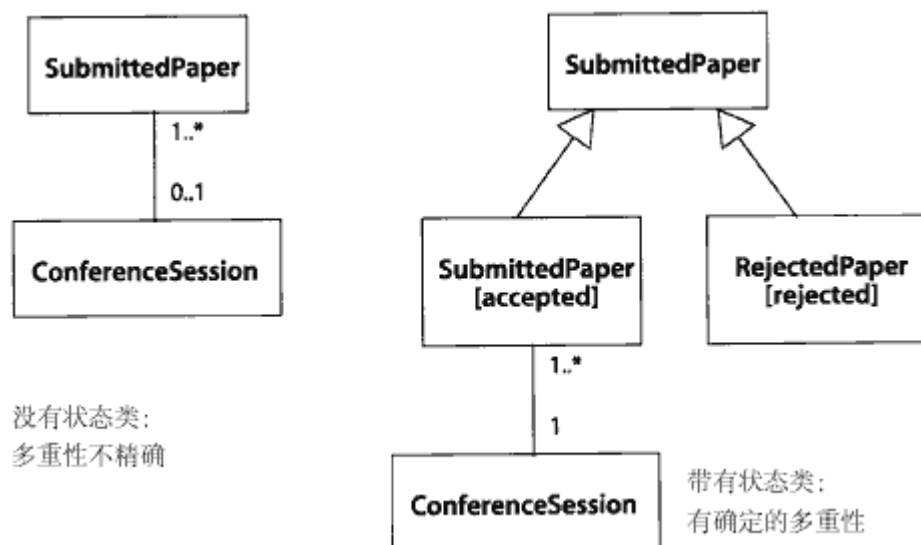 SubmittedPaper
1..*
0..1
ConferenceSession
没有状态类;
多重性不精确
SubmittedPaper
SubmittedPaper
[accepted]
RejectedPaper
[rejected]
1..*
1
ConferenceSession
带有状态类;
有确定的多重性